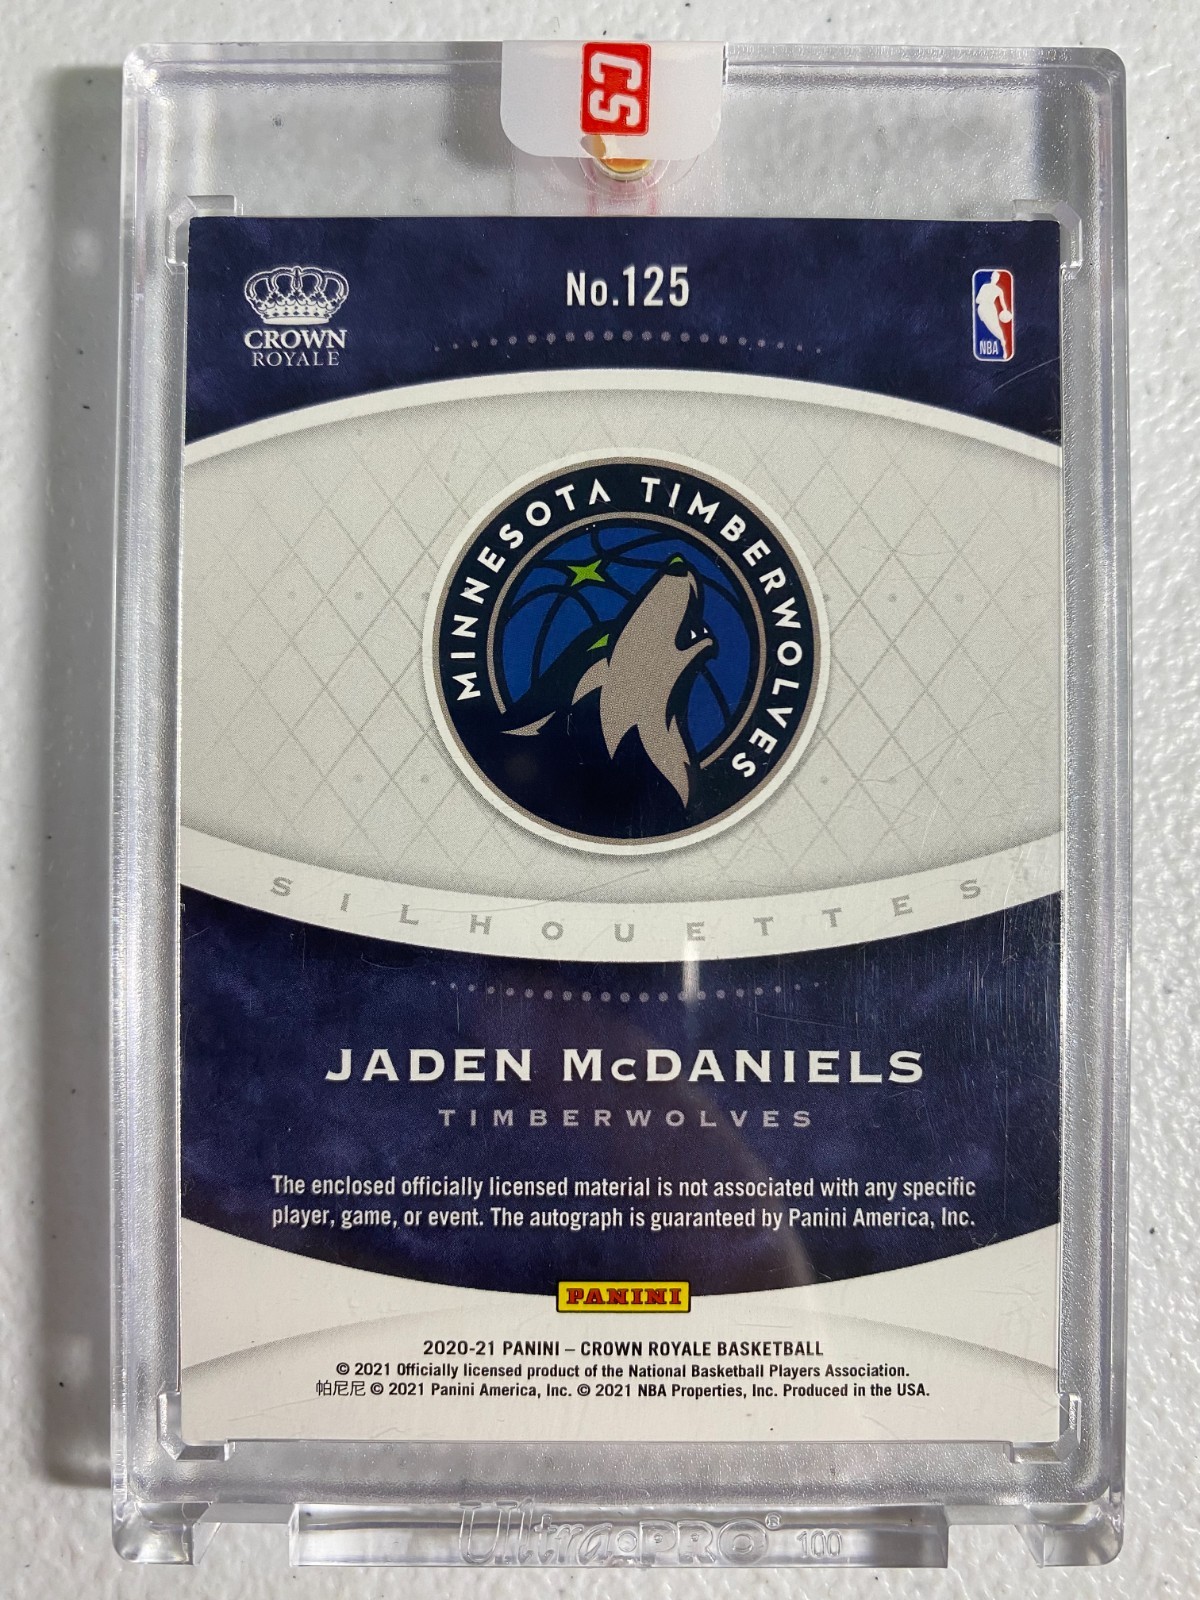 CS
CROWN
ROYALE
No.125
NBA
MINNESOTA TIMBERWOLVES
SILHOUETTES
JADEN McDANIELS
TIMBERWOLVES
The enclosed officially licensed material is not associated with any specific
player, game, or event. The autograph is guaranteed by Panini America, Inc.
PANINI
2020-21 PANINI – CROWN ROYALE BASKETBALL
© 2021 Officially licensed product of the National Basketball Players Association.
帕尼尼 © 2021 Panini America, Inc. © 2021 NBA Properties, Inc. Produced in the USA.
Ultra•PRO® 100